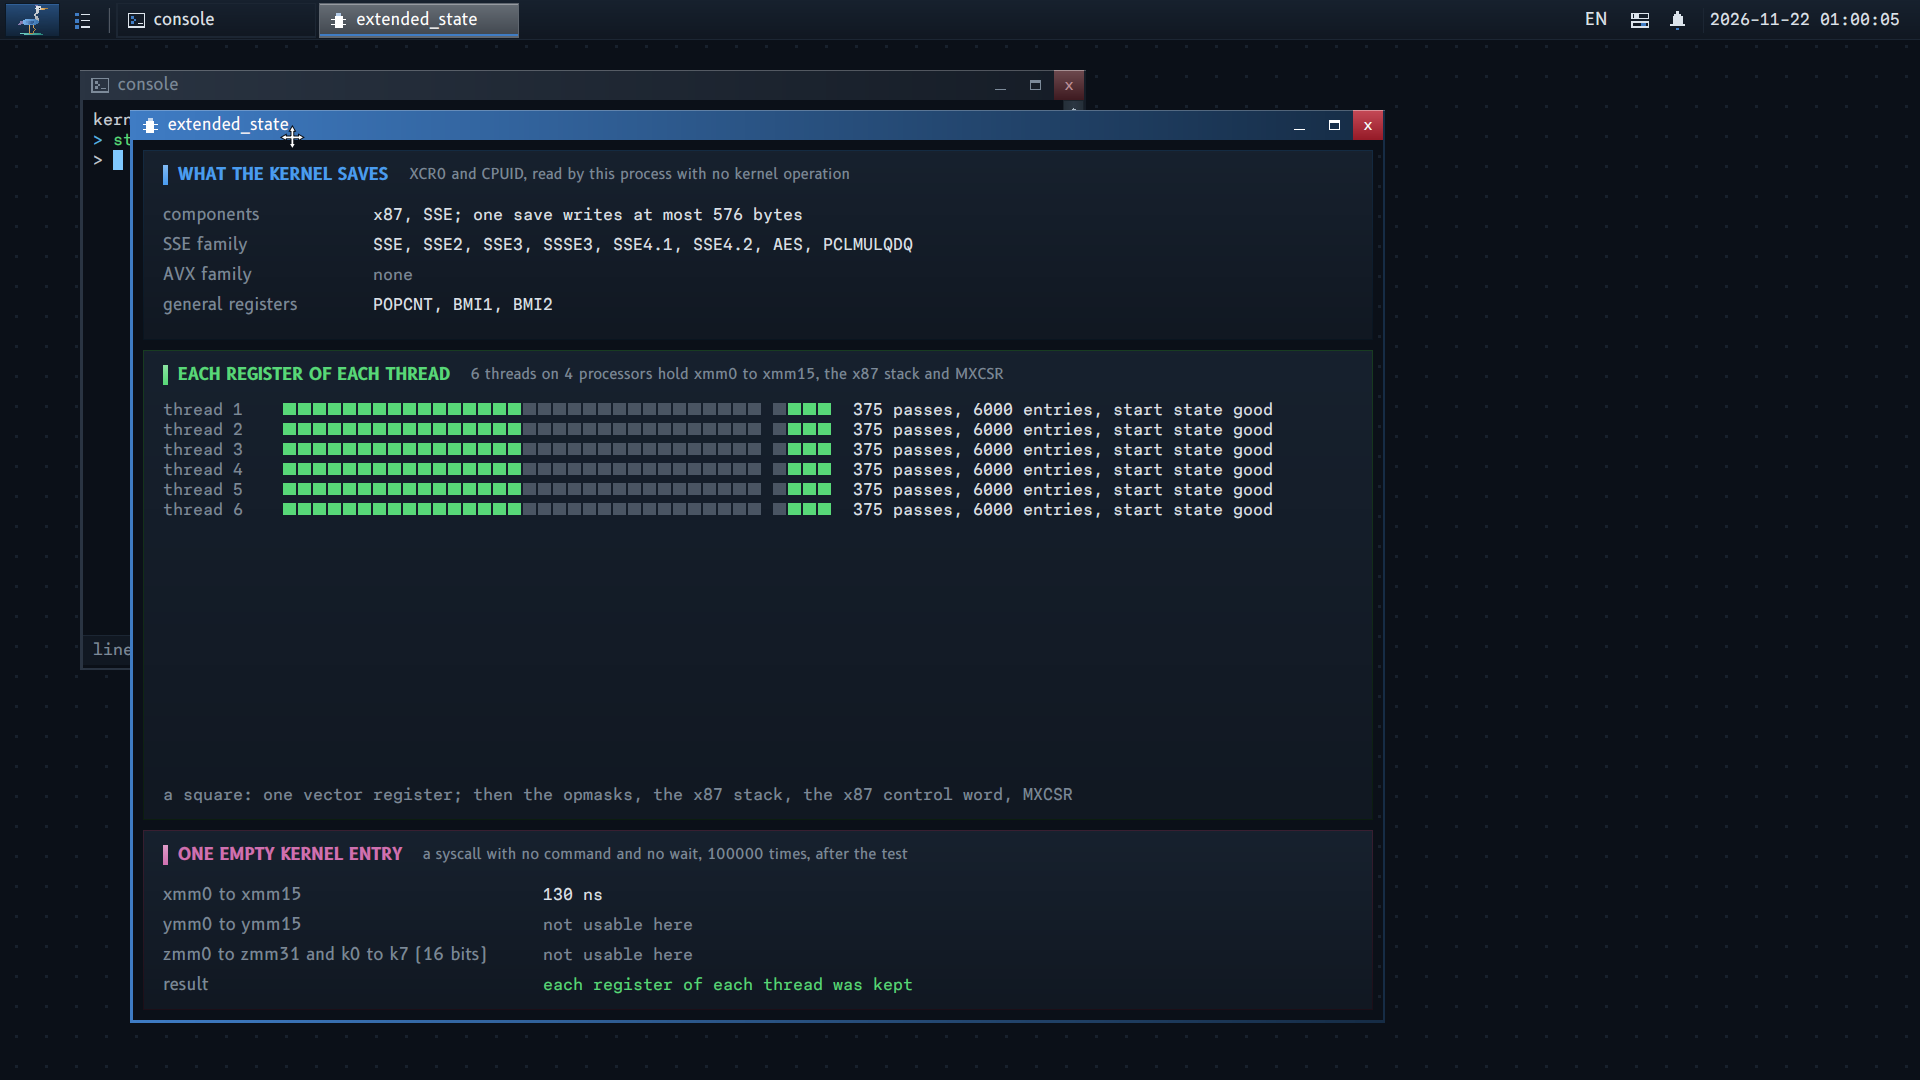 console
extended_state
EN
2026-11-22 01:00:05
console
kern
> st
>
line
extended_state
WHAT THE KERNEL SAVES XCR0 and CPUID, read by this process with no kernel operation
components x87, SSE; one save writes at most 576 bytes
SSE family SSE, SSE2, SSE3, SSSE3, SSE4.1, SSE4.2, AES, PCLMULQDQ
AVX family none
general registers POPCNT, BMI1, BMI2
EACH REGISTER OF EACH THREAD 6 threads on 4 processors hold xmm0 to xmm15, the x87 stack and MXCSR
thread 1 375 passes, 6000 entries, start state good
thread 2 375 passes, 6000 entries, start state good
thread 3 375 passes, 6000 entries, start state good
thread 4 375 passes, 6000 entries, start state good
thread 5 375 passes, 6000 entries, start state good
thread 6 375 passes, 6000 entries, start state good
a square: one vector register; then the opmasks, the x87 stack, the x87 control word, MXCSR
ONE EMPTY KERNEL ENTRY a syscall with no command and no wait, 100000 times, after the test
xmm0 to xmm15 130 ns
ymm0 to ymm15 not usable here
zmm0 to zmm31 and k0 to k7 (16 bits) not usable here
result each register of each thread was kept